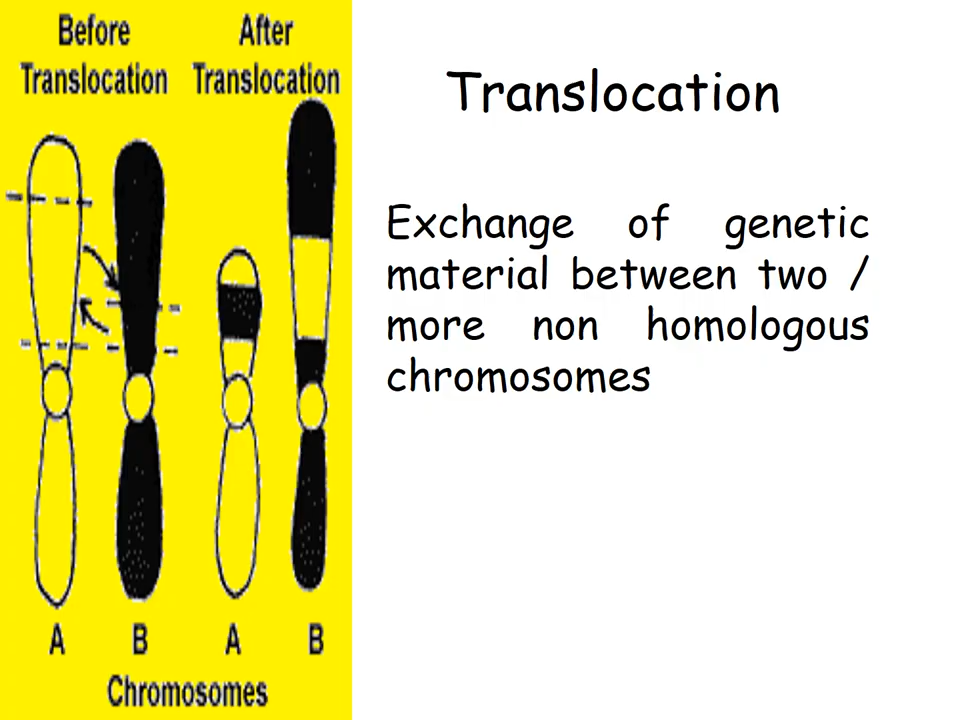 Before After
Translocation Translocation
Translocation
Exchange of genetic
material between two /
more non homologous
chromosomes
A B A B
Chromosomes